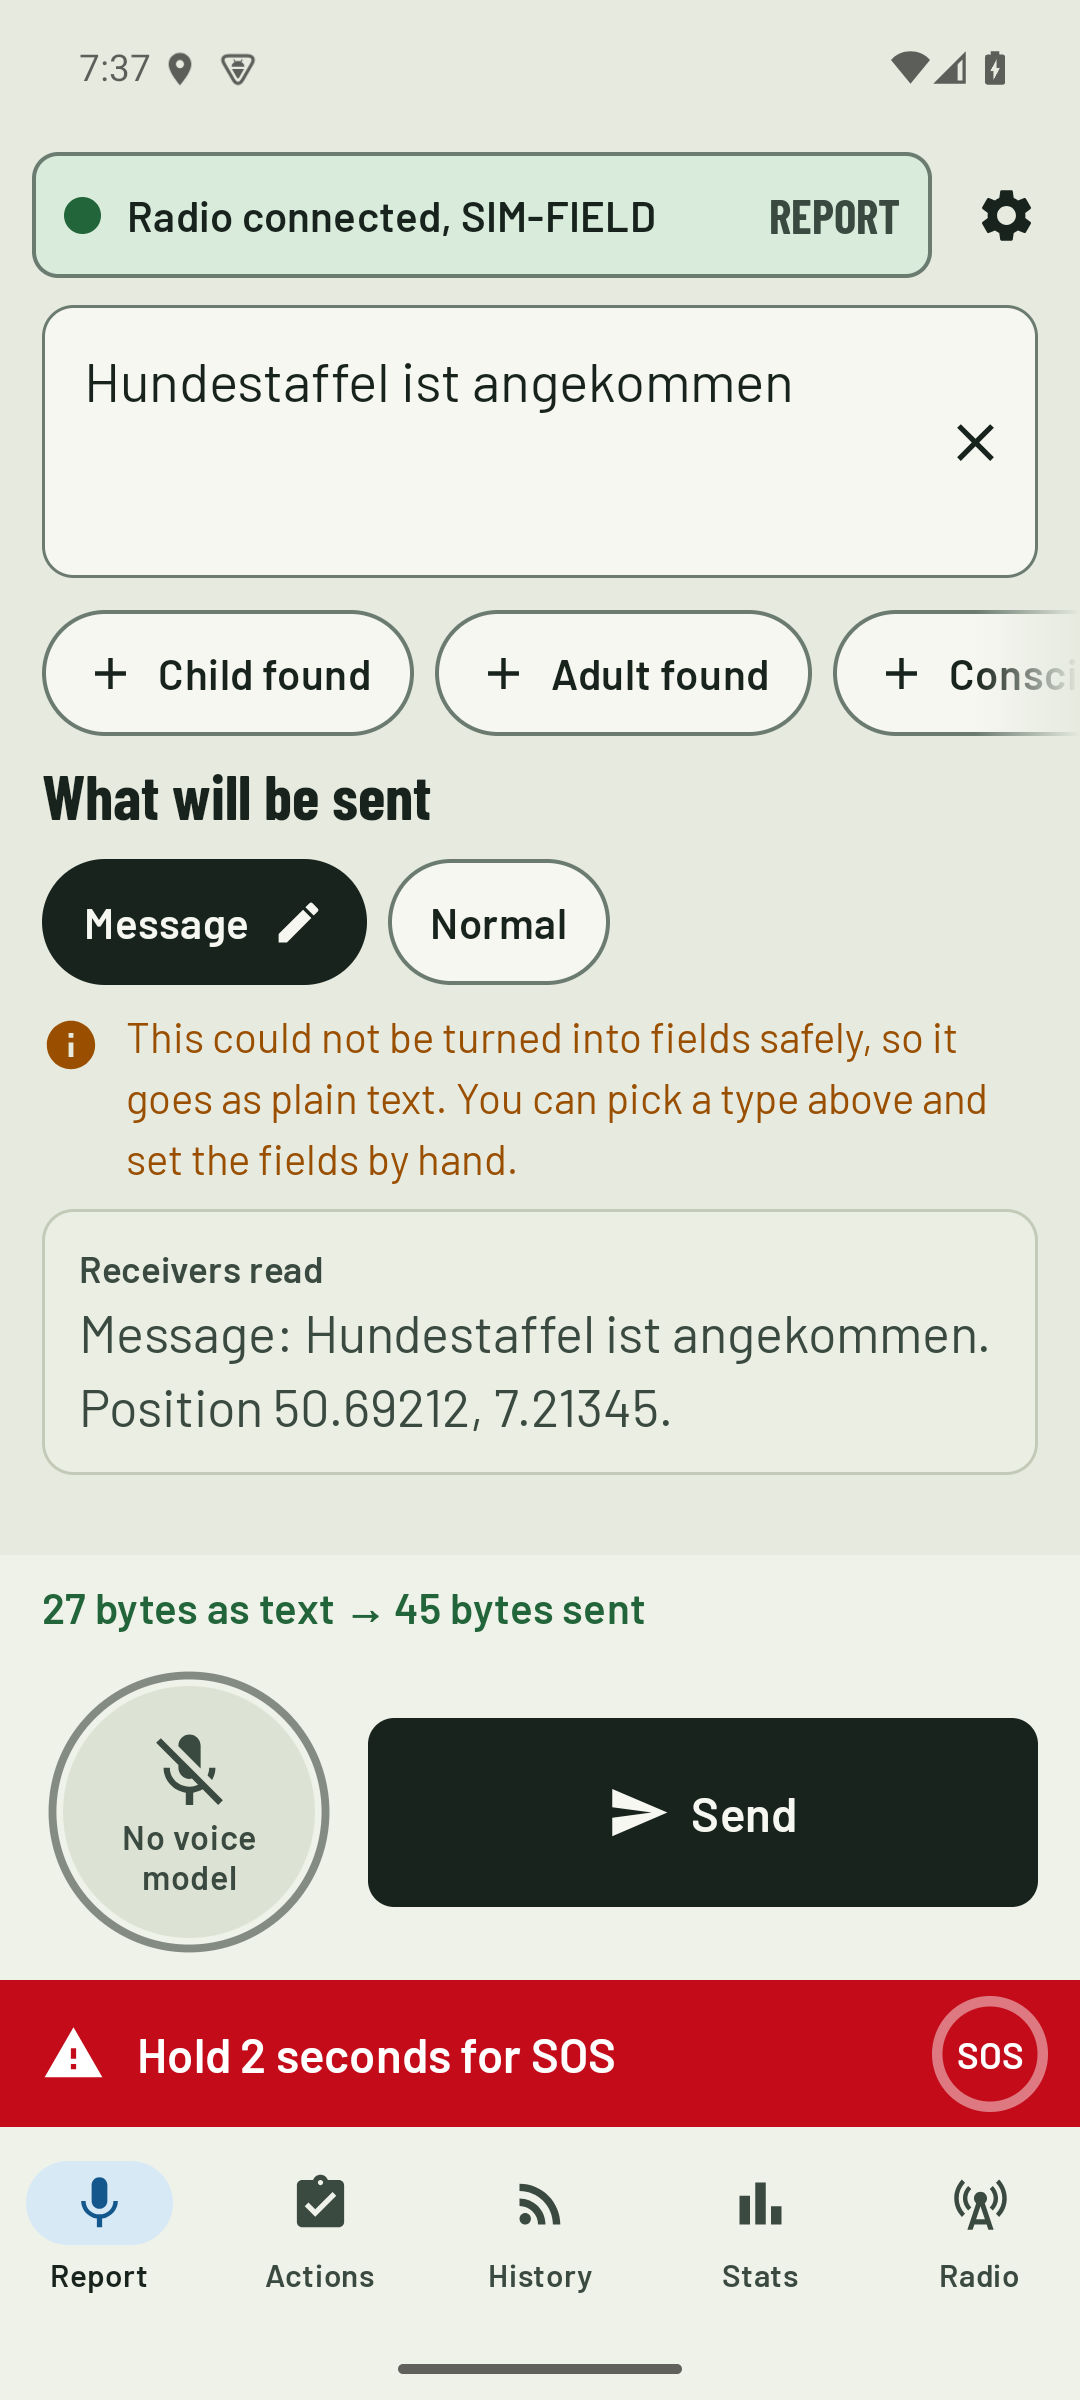 7:37
Radio connected, SIM-FIELD REPORT
Hundestaffel ist angekommen
Child found
Adult found
What will be sent
Message
Normal
This could not be turned into fields safely, so it
goes as plain text. You can pick a type above and
set the fields by hand.
Receivers read
Message: Hundestaffel ist angekommen.
Position 50.69212, 7.21345.
27 bytes as text → 45 bytes sent
No voice
model
Send
Hold 2 seconds for SOS
SOS
Report
Actions
History
Stats
Radio